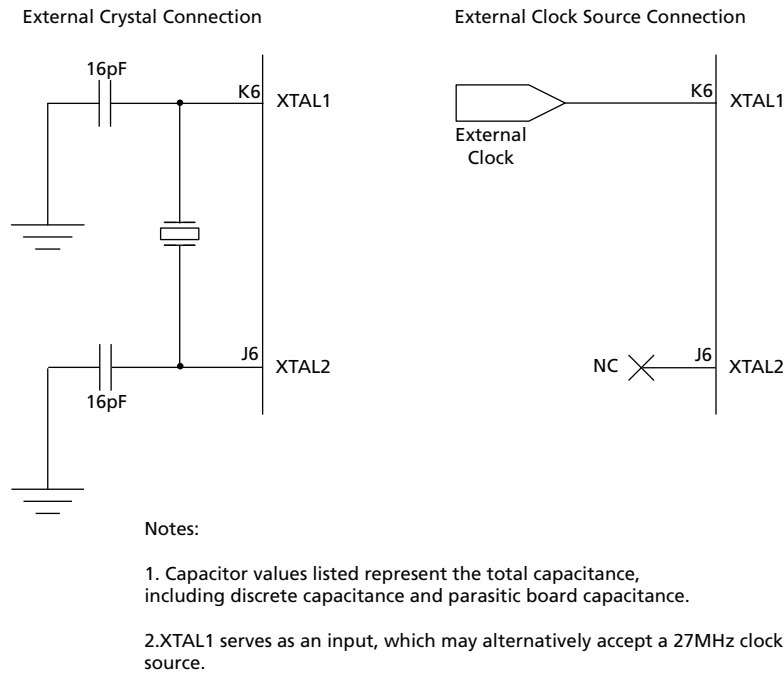 External Crystal Connection
External Clock Source Connection
16pF
K6
XTAL1
J6
XTAL2
16pF
K6
XTAL1
External
Clock
NC
J6
XTAL2
Notes:
1. Capacitor values listed represent the total capacitance,
including discrete capacitance and parasitic board capacitance.
2.XTAL1 serves as an input, which may alternatively accept a 27MHz clock
source.